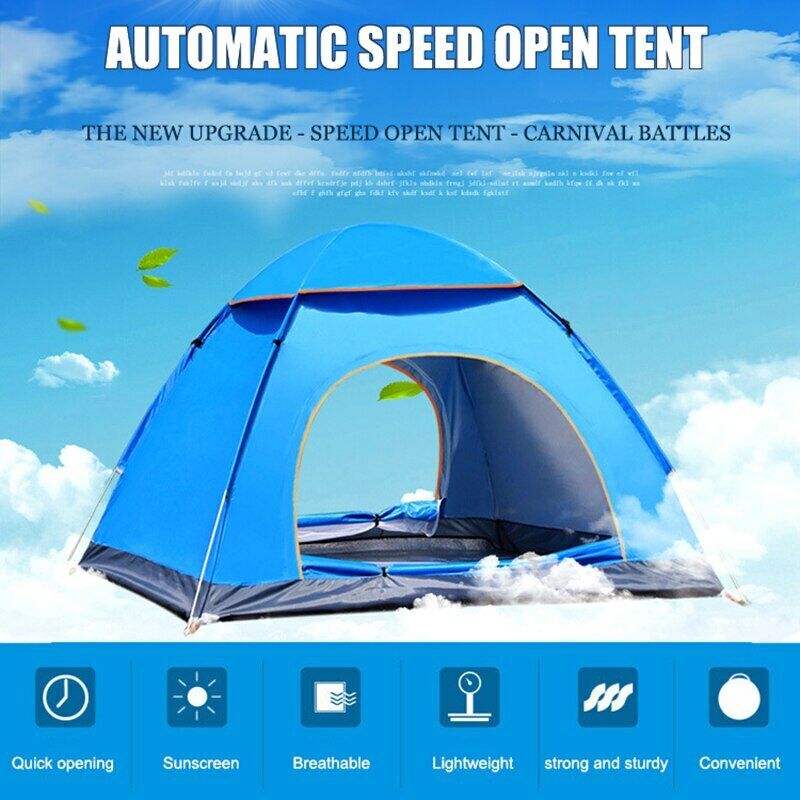 AUTOMATIC SPEED OPEN TENT
THE NEW UPGRADE - SPEED OPEN TENT - CARNIVAL BATTLES
Quick opening
Sunscreen
Breathable
Lightweight
strong and sturdy
Convenient